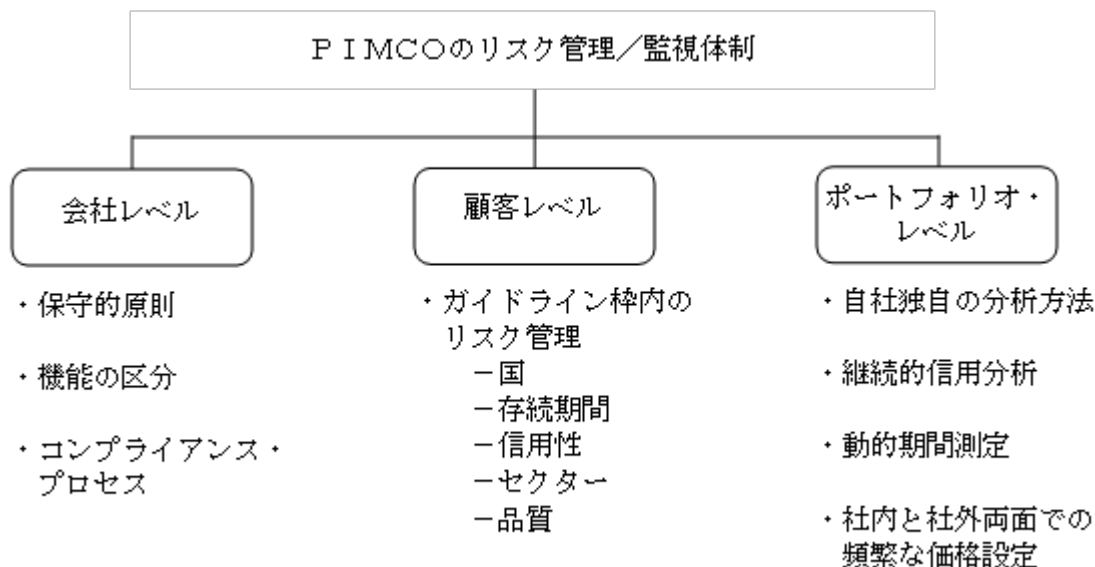 ＰＩＭＣＯのリスク管理／監視体制
会社レベル
・保守的原則
・機能の区分
・コンプライアンス・
プロセス
顧客レベル
・ガイドライン枠内の
リスク管理
－国
－存続期間
－信用性
－セクター
－品質
ポートフォリオ・
レベル
・自社独自の分析方法
・継続的信用分析
・動的期間測定
・社内と社外両面での
頻繁な価格設定